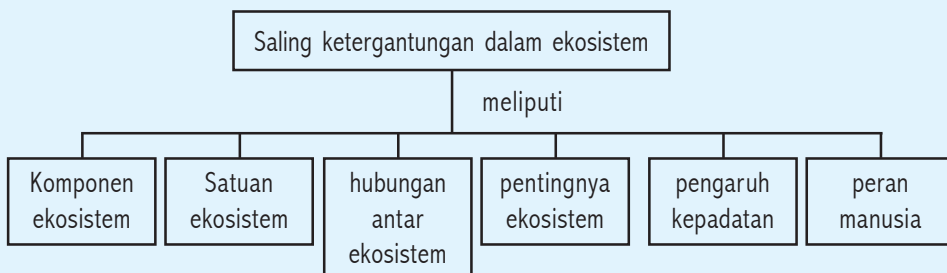 Saling ketergantungan dalam ekosistem
meliputi
Komponen
ekosistem
Satuan
ekosistem
hubungan
antar
ekosistem
pentingnya
ekosistem
pengaruh
kepadatan
peran
manusia